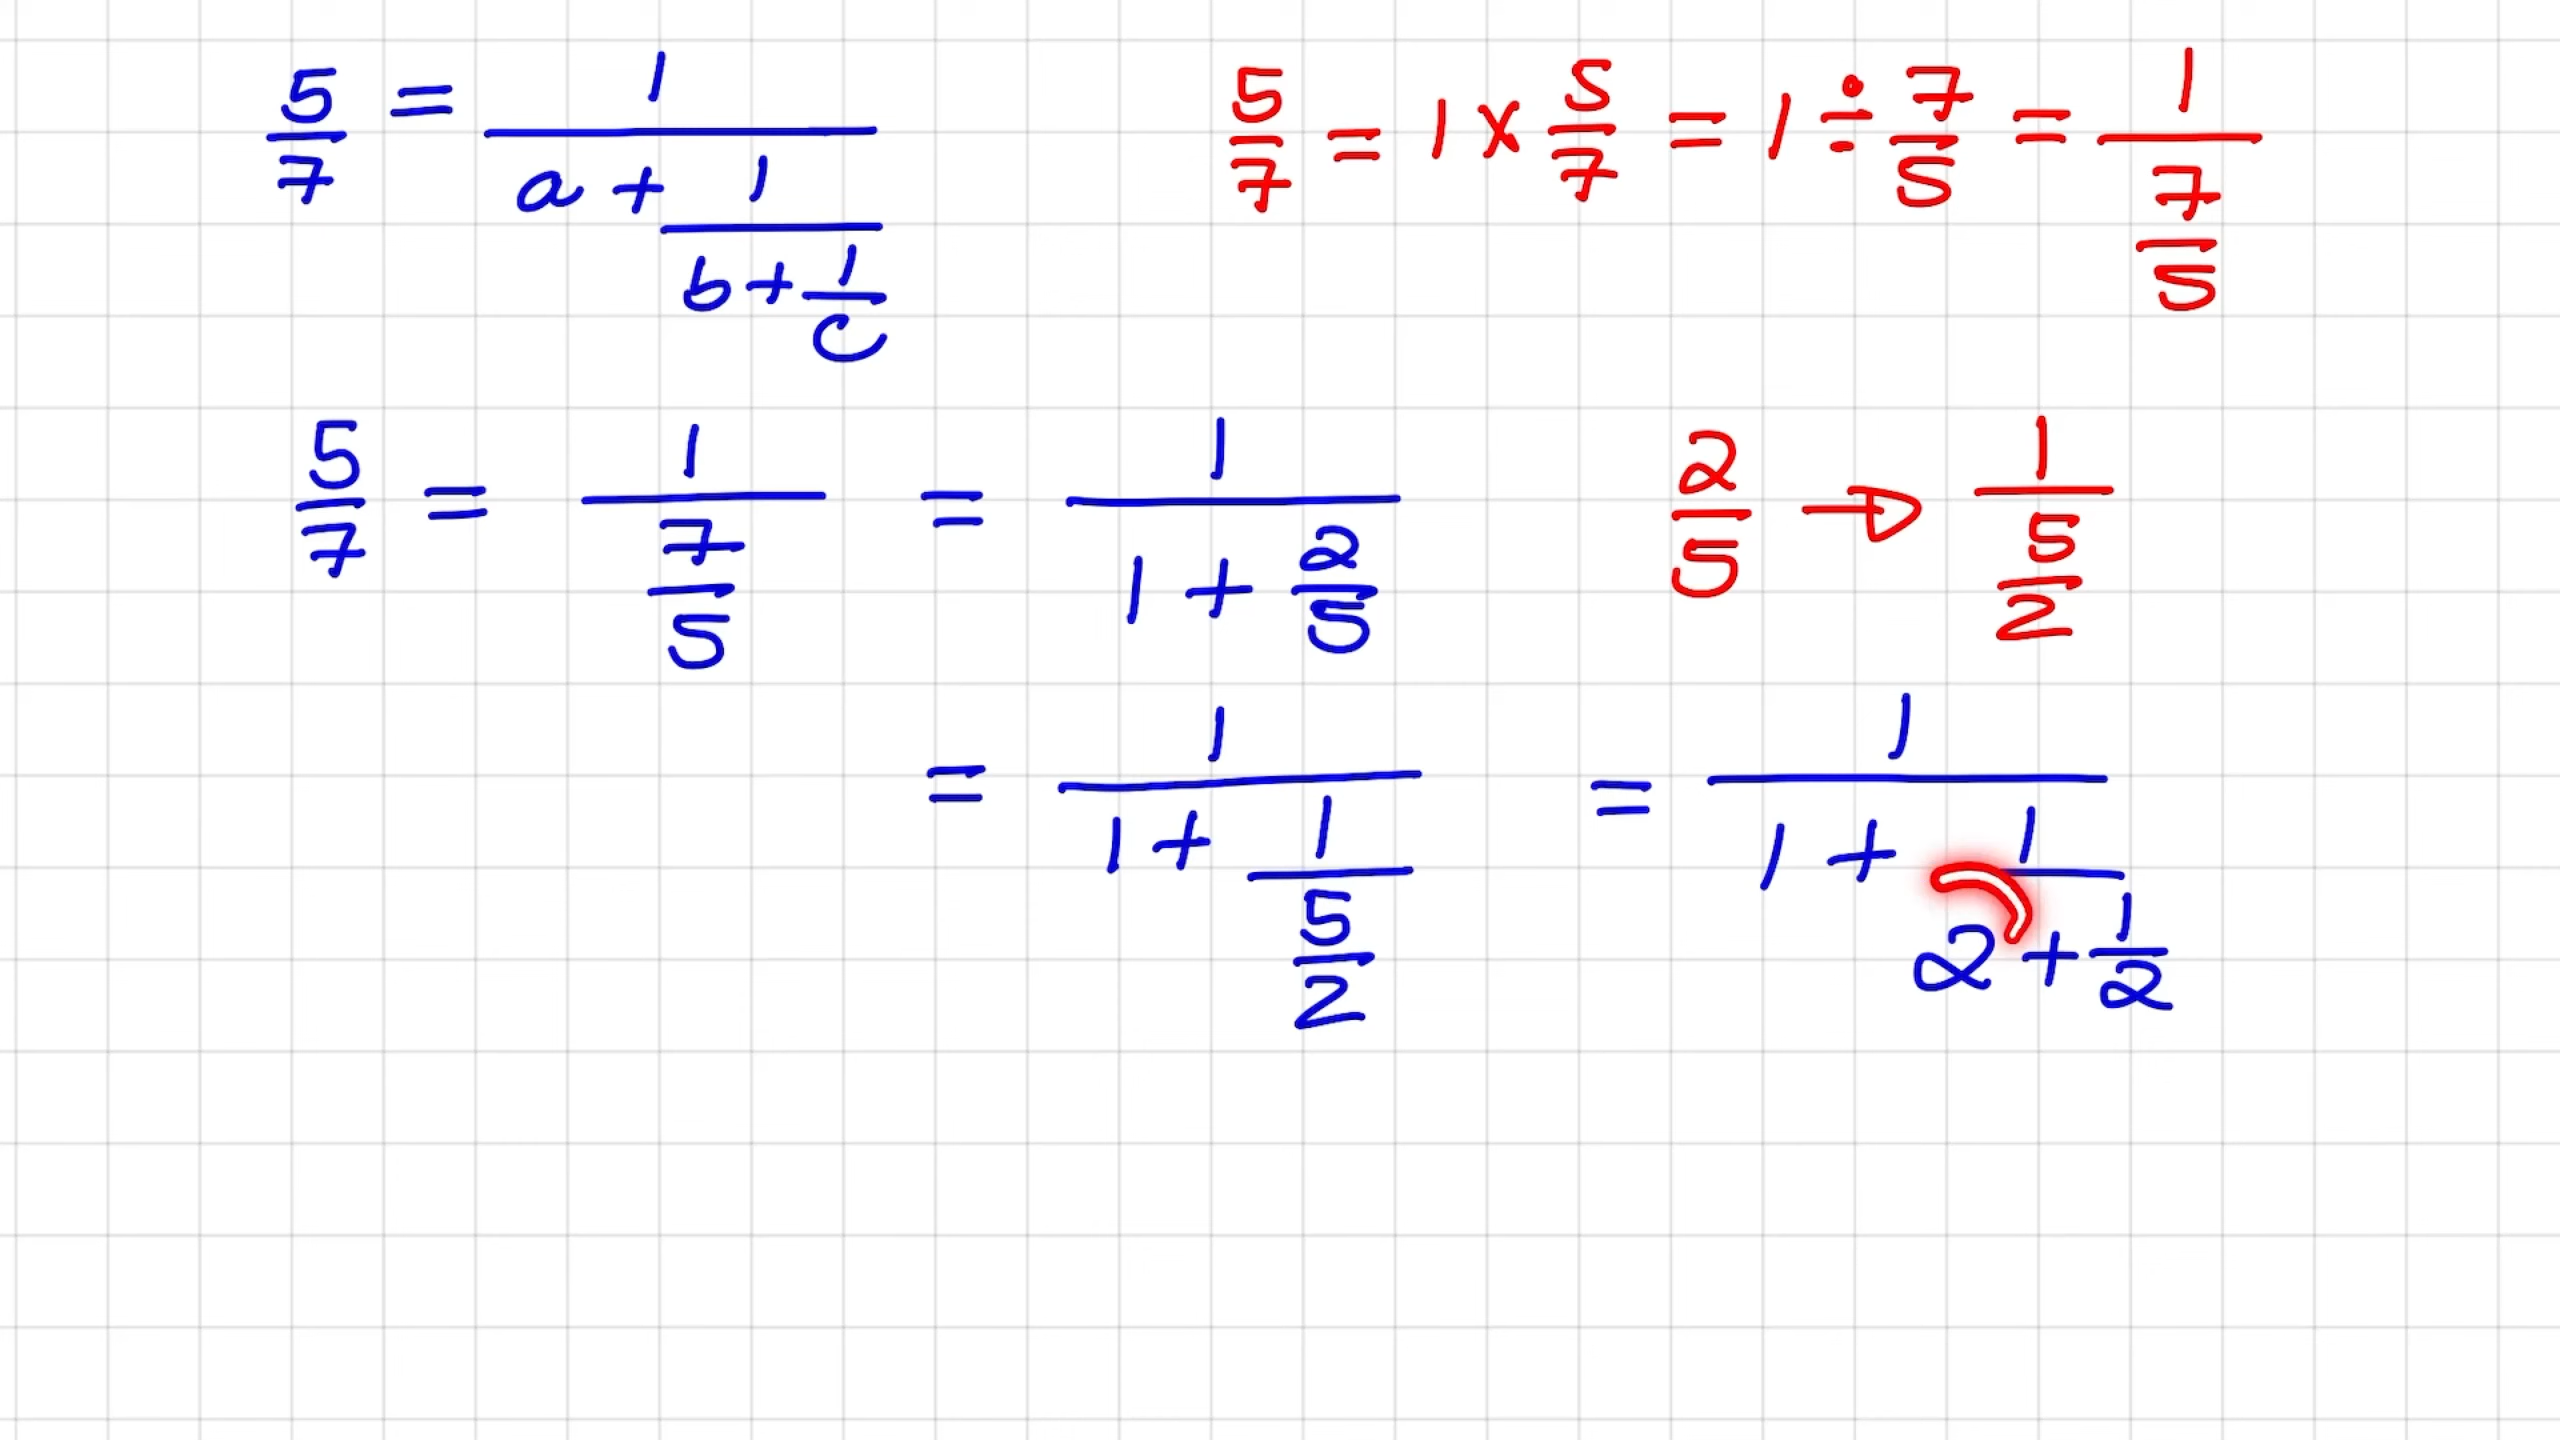 5/7 = 1/(a + 1/(b + 1/c))
5/7 = 1 × 5/7 = 1 ÷ 7/5 = 1/(7/5)
5/7 = 1/(7/5) = 1/(1 + 2/5)
2/5 → 1/(5/2)
= 1/(1 + 1/(5/2)) = 1/(1 + 1/(2 + 1/2))